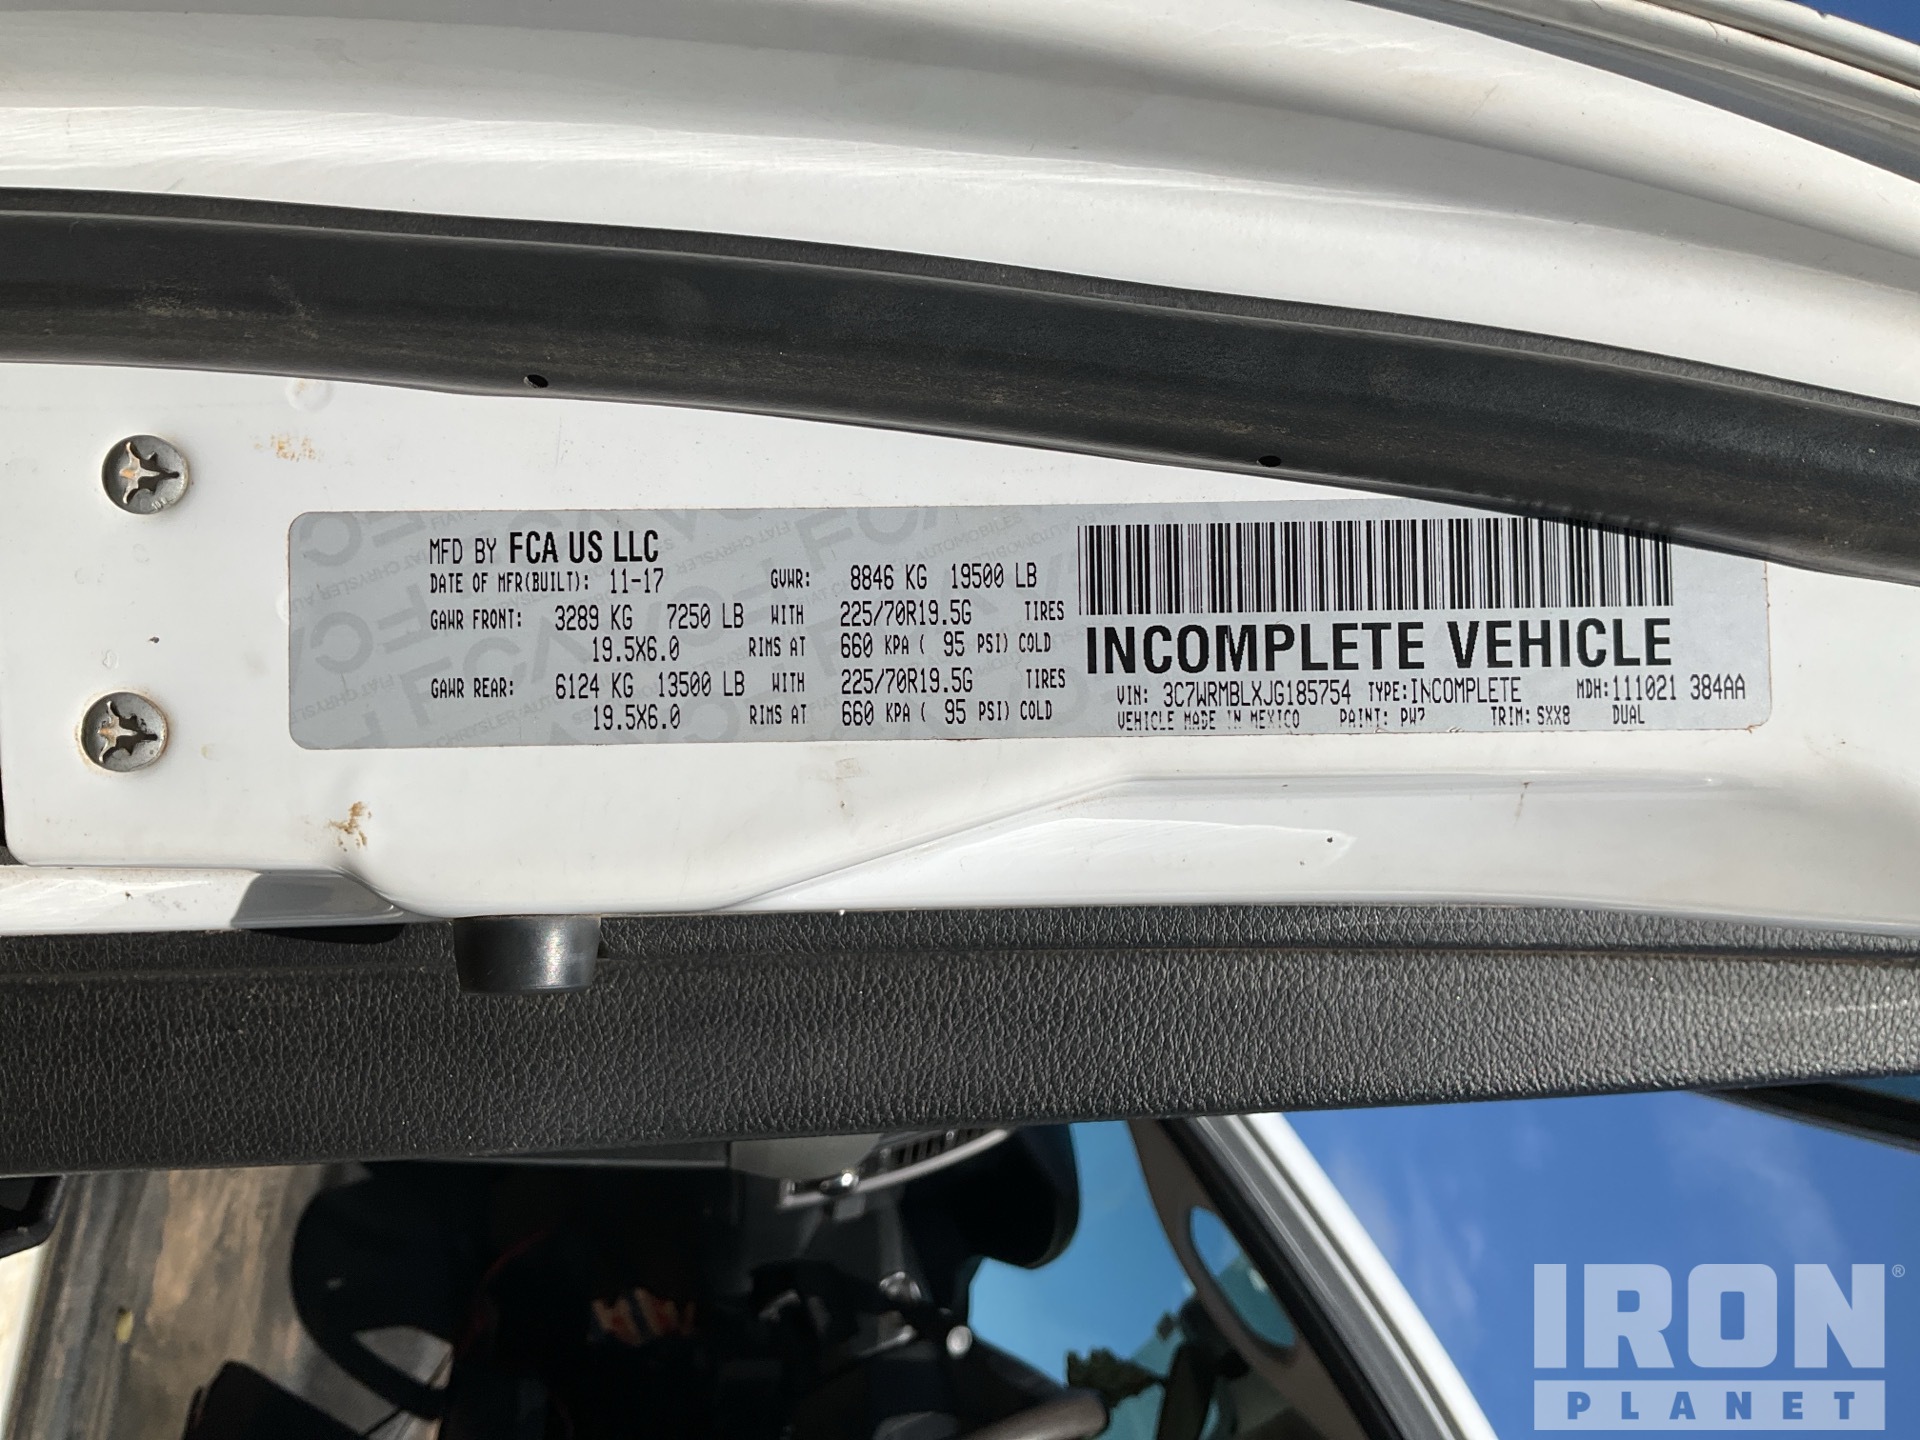 MFD BY FCA US LLC
DATE OF MFR(BUILT): 11-17 GVWR: 8846 KG 19500 LB
GAWR FRONT: 3289 KG 7250 LB WITH 225/70R19.5G TIRES
19.5X6.0 RIMS AT 660 KPA ( 95 PSI) COLD
GAWR REAR: 6124 KG 13500 LB WITH 225/70R19.5G TIRES
19.5X6.0 RIMS AT 660 KPA ( 95 PSI) COLD
INCOMPLETE VEHICLE
VIN: 3C7WRMBLXJG185754 TYPE: INCOMPLETE MDH: 111021 384AA
VEHICLE MADE IN MEXICO PAINT: PW7 TRIM: SXX8 DUAL
IRON®
PLANET